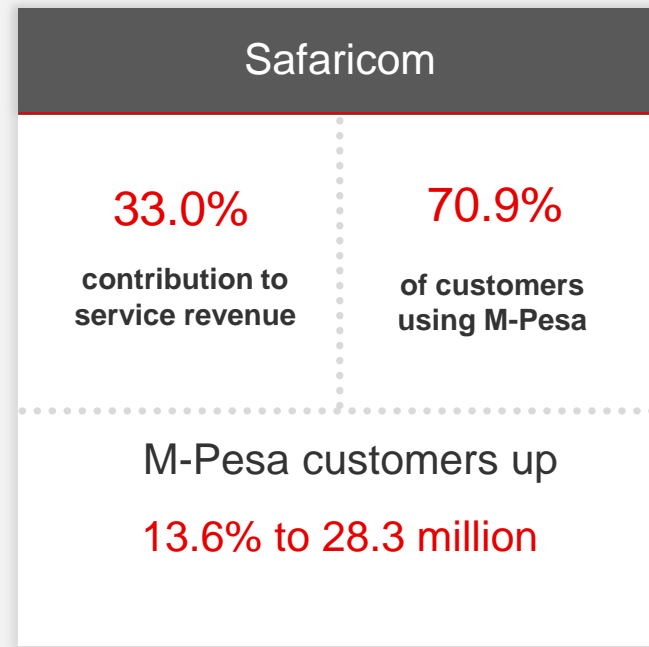 Safaricom
33.0%
contribution to
service revenue
70.9%
of customers
using M-Pesa
M-Pesa customers up
13.6% to 28.3 million